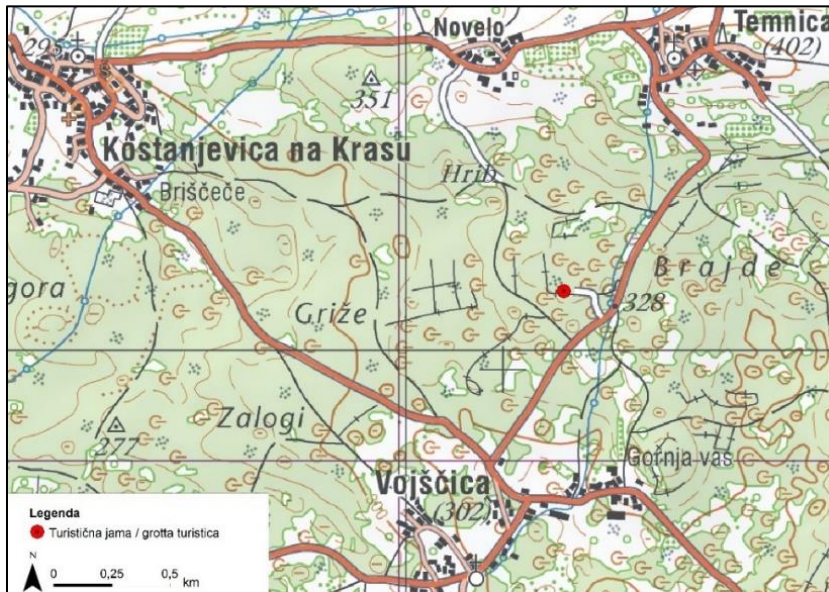 Novelo
Temnica
(402)
295
351
Kostanjevica na Krasu
Hrib
Briščeče
Brajde
gora
328
Griže
Zalogi
277
Gornja vas
Vojščica
(302)
Legenda
Turistična jama / grotta turistica
N
0 0,25 0,5
km